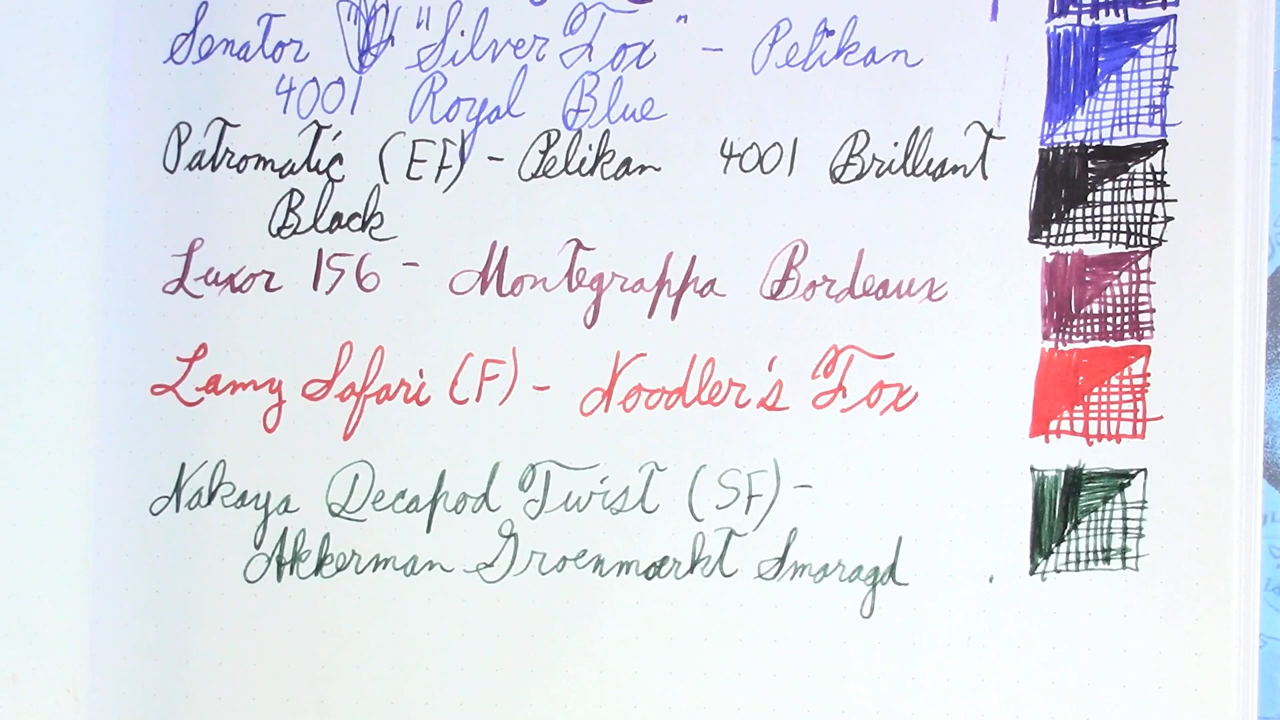 Senator "Silver Fox" - Pelikan
4001 Royal Blue
Patromatic (EF) - Pelikan 4001 Brilliant
Black
Luxor 156 - Montegrappa Bordeaux
Lamy Safari (F) - Noodler's Fox
Nakaya Decapod Twist (SF) -
Akkerman Groenmarkt Smaragd